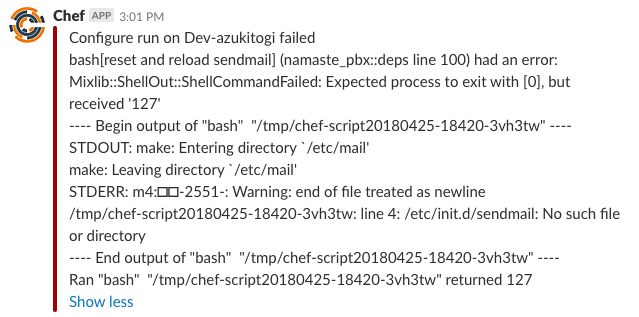 Chef APP 3:01 PM
Configure run on Dev-azukitogi failed
bash[reset and reload sendmail] (namaste_pbx::deps line 100) had an error:
Mixlib::ShellOut::ShellCommandFailed: Expected process to exit with [0], but
received '127'
---- Begin output of "bash"  "/tmp/chef-script20180425-18420-3vh3tw" ----
STDOUT: make: Entering directory `/etc/mail'
make: Leaving directory `/etc/mail'
STDERR: m4:□□-2551-: Warning: end of file treated as newline
/tmp/chef-script20180425-18420-3vh3tw: line 4: /etc/init.d/sendmail: No such file
or directory
---- End output of "bash"  "/tmp/chef-script20180425-18420-3vh3tw" ----
Ran "bash"  "/tmp/chef-script20180425-18420-3vh3tw" returned 127
Show less